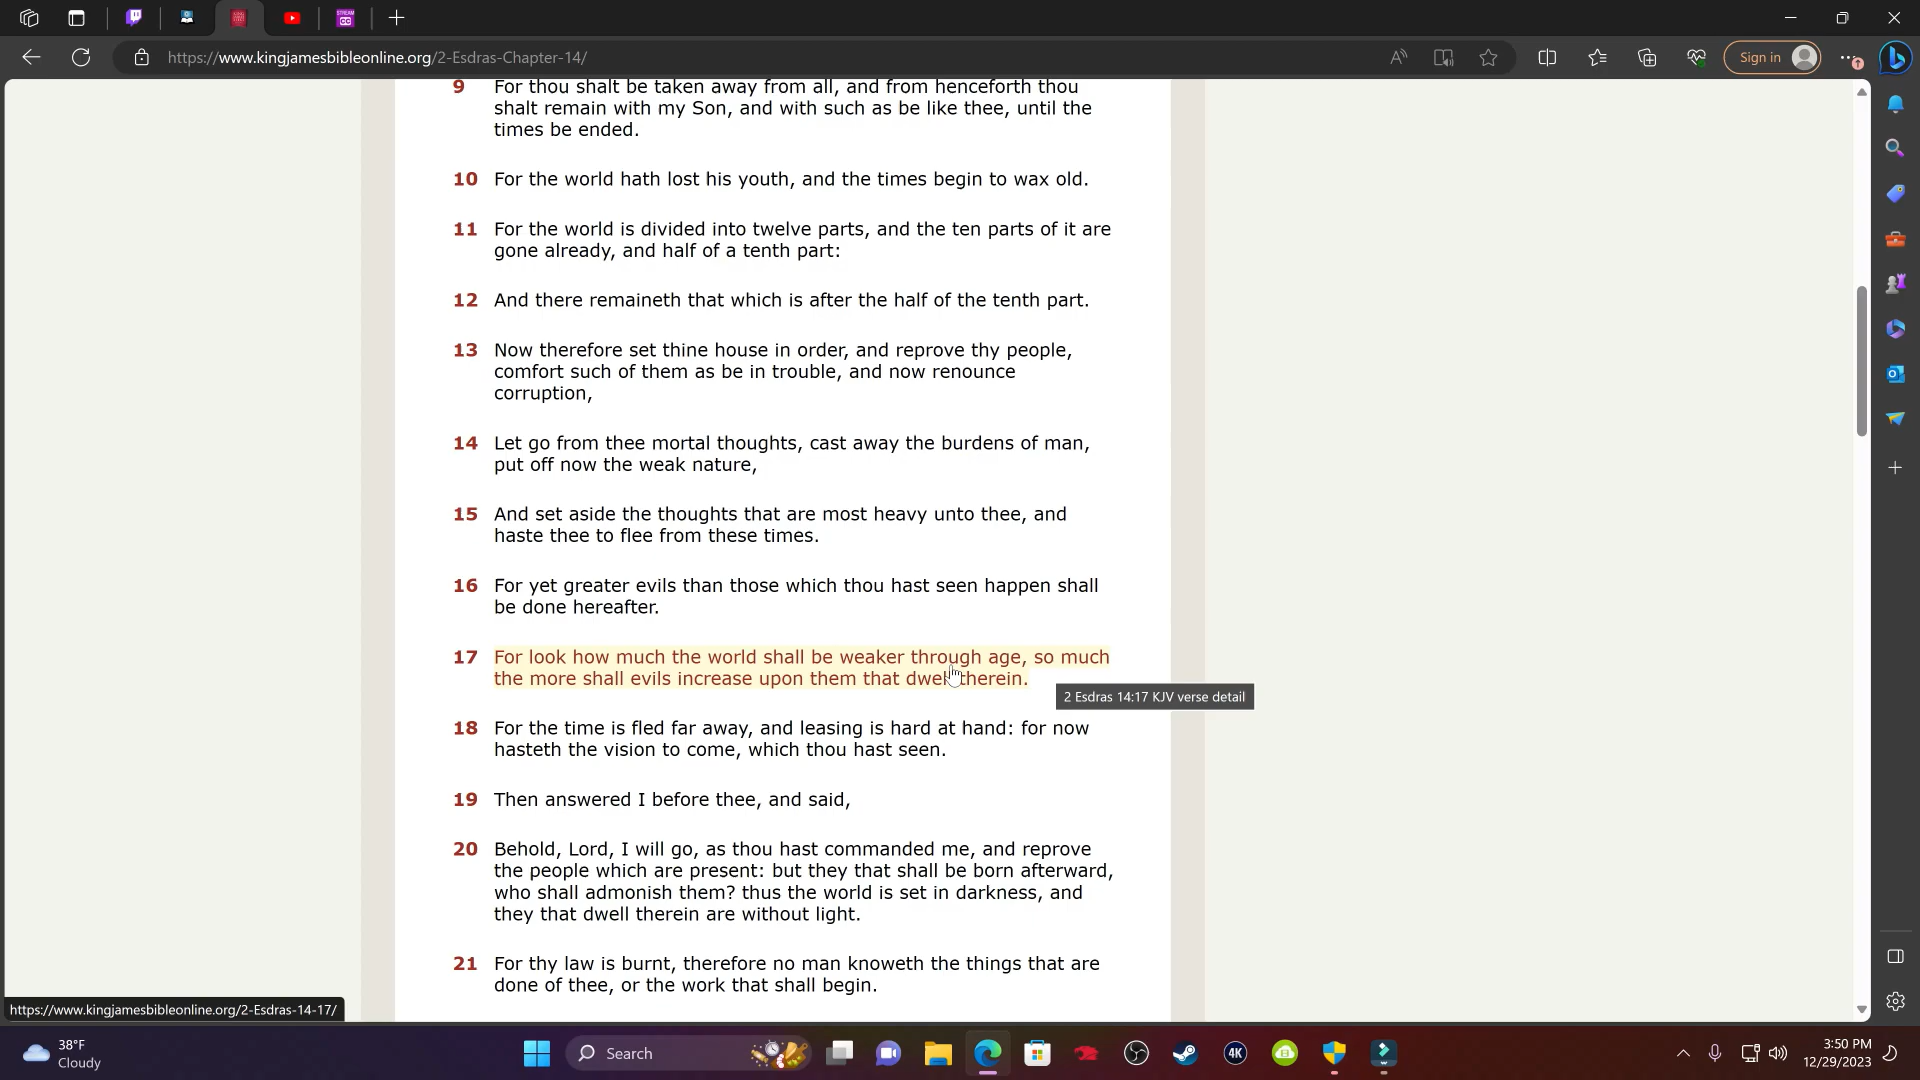 STREAM
CC
https://www.kingjamesbibleonline.org/2-Esdras-Chapter-14/
Sign in
9 For thou shalt be taken away from all, and from henceforth thou
shalt remain with my Son, and with such as be like thee, until the
times be ended.
10 For the world hath lost his youth, and the times begin to wax old.
11 For the world is divided into twelve parts, and the ten parts of it are
gone already, and half of a tenth part:
12 And there remaineth that which is after the half of the tenth part.
13 Now therefore set thine house in order, and reprove thy people,
comfort such of them as be in trouble, and now renounce
corruption,
14 Let go from thee mortal thoughts, cast away the burdens of man,
put off now the weak nature,
15 And set aside the thoughts that are most heavy unto thee, and
haste thee to flee from these times.
16 For yet greater evils than those which thou hast seen happen shall
be done hereafter.
17 For look how much the world shall be weaker through age, so much
the more shall evils increase upon them that dwell therein.
2 Esdras 14:17 KJV verse detail
18 For the time is fled far away, and leasing is hard at hand: for now
hasteth the vision to come, which thou hast seen.
19 Then answered I before thee, and said,
20 Behold, Lord, I will go, as thou hast commanded me, and reprove
the people which are present: but they that shall be born afterward,
who shall admonish them? thus the world is set in darkness, and
they that dwell therein are without light.
21 For thy law is burnt, therefore no man knoweth the things that are
done of thee, or the work that shall begin.
https://www.kingjamesbibleonline.org/2-Esdras-14-17/
38°F
Cloudy
Search
4K
3:50 PM
12/29/2023